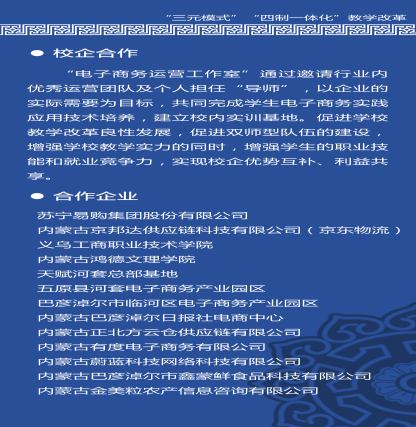 “三元模式”“四制一体化”教学改革
● 校企合作
“电子商务运营工作室”通过邀请行业内
优秀运营团队及个人担任“导师”，以企业的
实际需要为目标，共同完成学生电子商务实践
应用技术培养，建立校内实训基地。促进学校
教学改革良性发展，促进双师型队伍的建设，
增强学校教学实力的同时，增强学生的职业技
能和就业竞争力，实现校企优势互补、利益共
享。
● 合作企业
苏宁易购集团股份有限公司
内蒙古京邦达供应链科技有限公司（京东物流）
义乌工商职业技术学院
内蒙古鸿德文理学院
天赋河套总部基地
五原县河套电子商务产业园区
巴彦淖尔市临河区电子商务产业园区
内蒙古巴彦淖尔日报社电商中心
内蒙古正北方云仓供应链有限公司
内蒙古有度电子商务有限公司
内蒙古蔚蓝科技网络科技有限公司
内蒙古巴彦淖尔市鑫蒙鲜食品科技有限公司
内蒙古金美粒农产信息咨询有限公司